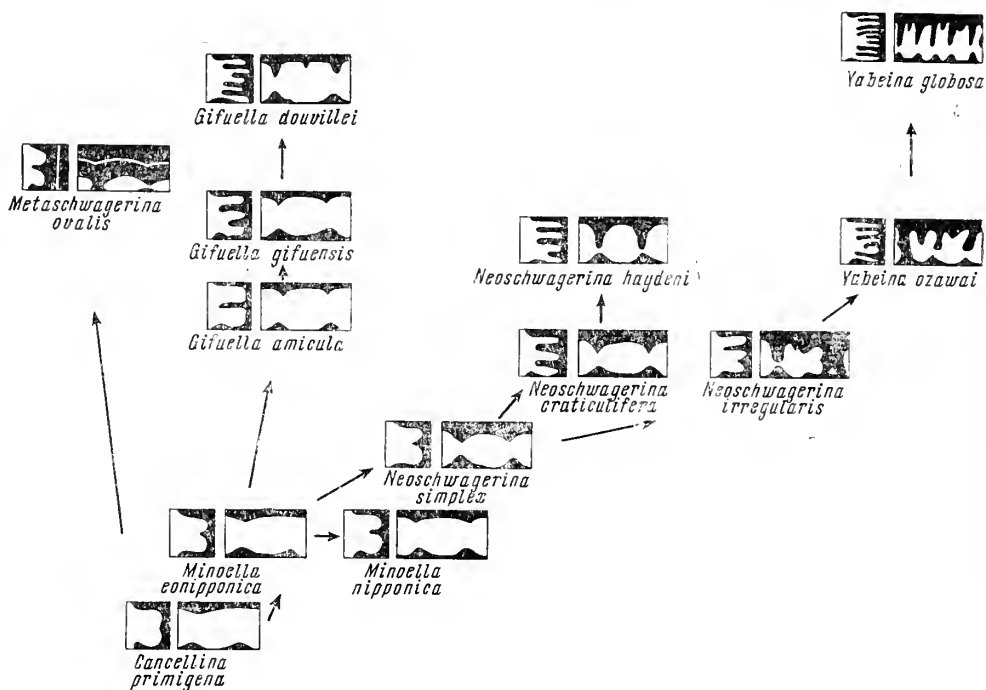 Yabeina globosa
Gifuella douvillei
Metaschwagerina
ovalis
Gifuella gifuensis
Neoschwagerina haydeni
Yabeina ozawai
Gifuella amicula
Neoschwagerina
craticulifera
Neoschwagerina
irregularis
Neoschwagerina
simplex
Minoella
eonipponica
Minoella
nipponica
Cancellina
primigena